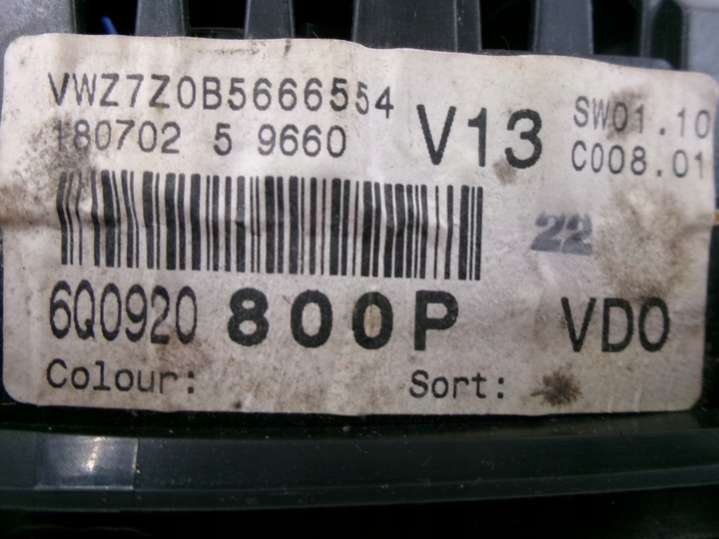 VWZ7Z0B5666554
180702 5 9660
V13
SW01.10
C008.01
22
6Q0920 800P VDO
Colour: Sort: